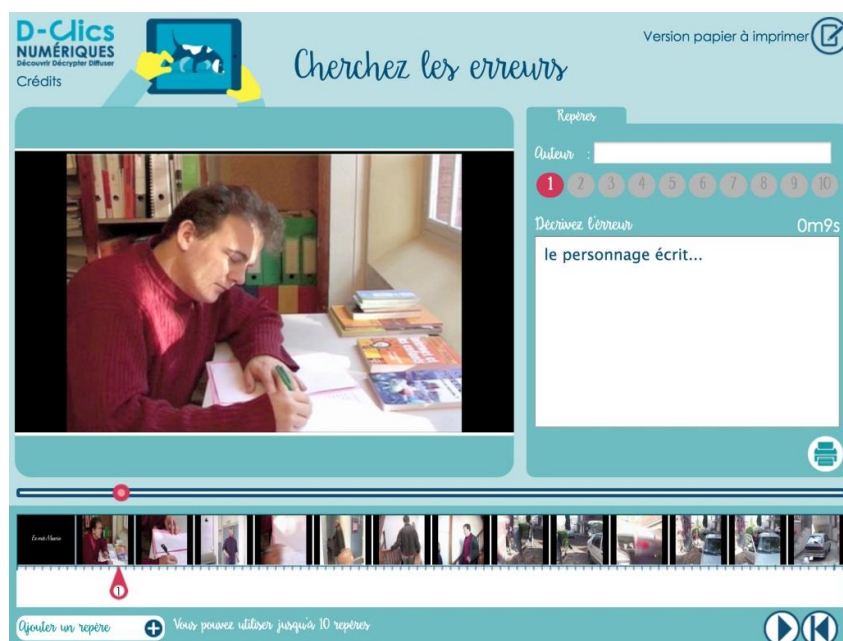 D-Clics
NUMÉRIQUES
Découvrir Décrypter Diffuser
Crédits
Cherchez les erreurs
Version papier à imprimer
Repères
Auteur :
1 2 3 4 5 6 7 8 9 10
Décrivez l'erreur 0m9s
le personnage écrit...
1
Ajouter un repère
Vous pouvez utiliser jusqu'à 10 repères